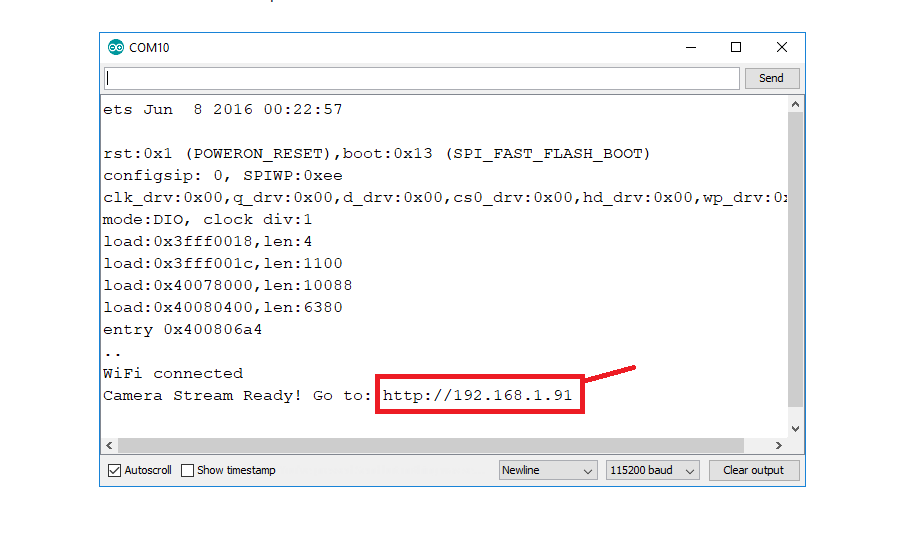 COM10
Send
ets Jun  8 2016 00:22:57
rst:0x1 (POWERON_RESET),boot:0x13 (SPI_FAST_FLASH_BOOT)
configsip: 0, SPIWP:0xee
clk_drv:0x00,q_drv:0x00,d_drv:0x00,cs0_drv:0x00,hd_drv:0x00,wp_drv:0x
mode:DIO, clock div:1
load:0x3fff0018,len:4
load:0x3fff001c,len:1100
load:0x40078000,len:10088
load:0x40080400,len:6380
entry 0x400806a4
..
WiFi connected
Camera Stream Ready! Go to: http://192.168.1.91
Autoscroll Show timestamp Newline 115200 baud Clear output